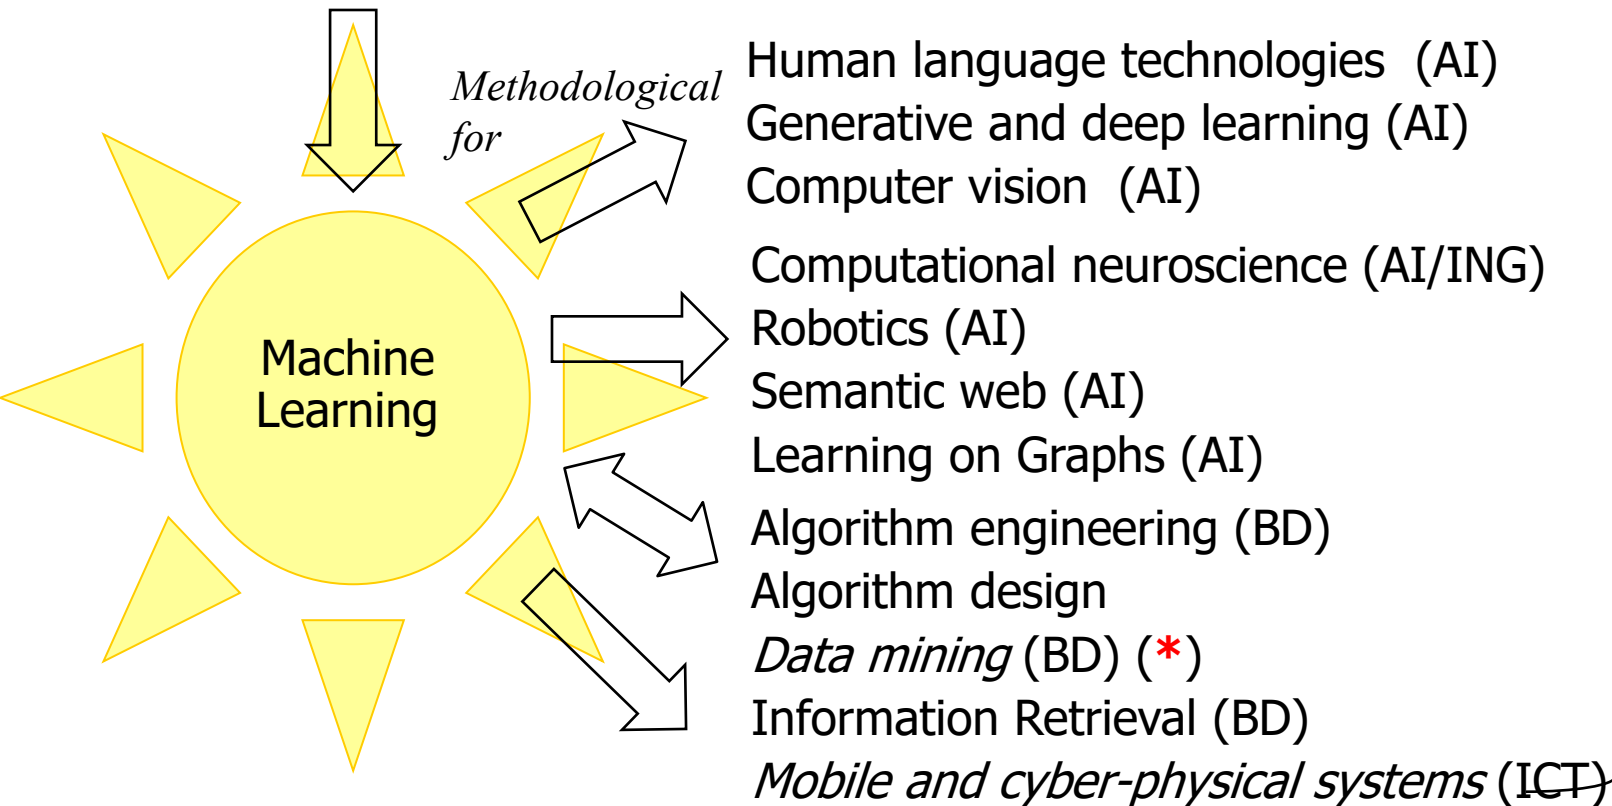 Methodological
for
Machine
Learning
Human language technologies (AI)
Generative and deep learning (AI)
Computer vision (AI)
Computational neuroscience (AI/ING)
Robotics (AI)
Semantic web (AI)
Learning on Graphs (AI)
Algorithm engineering (BD)
Algorithm design
Data mining (BD) (*)
Information Retrieval (BD)
Mobile and cyber-physical systems (ICT)